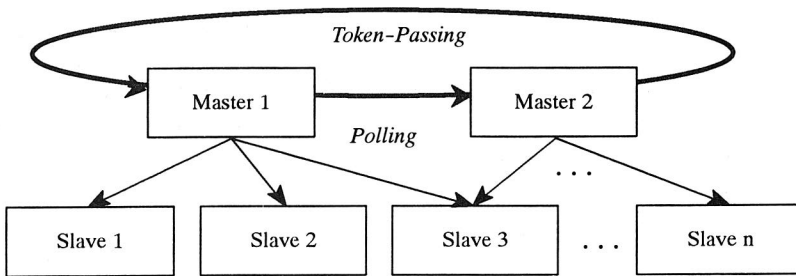 Token-Passing
Master 1
Master 2
Polling
. . .
Slave 1
Slave 2
Slave 3
. . .
Slave n